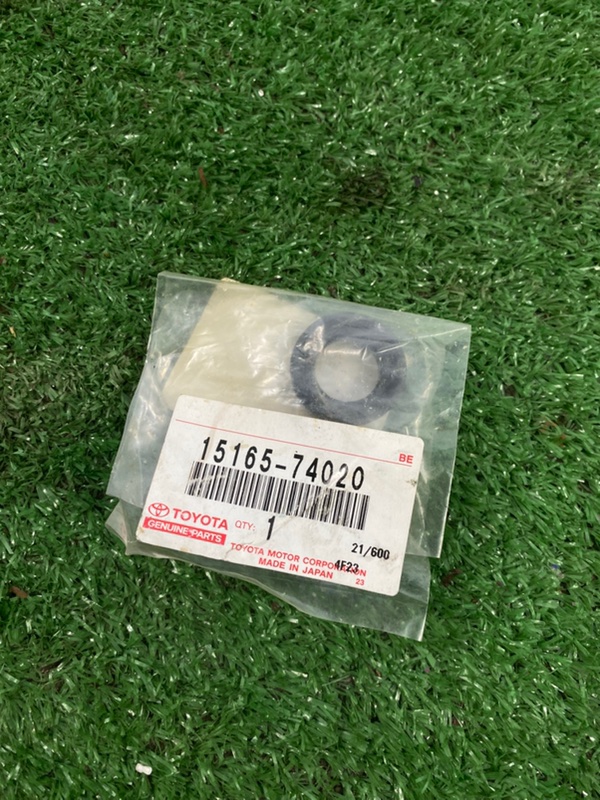 BE
15165-74020
TOYOTA QTY: 1
GENUINE PARTS
21/600
TOYOTA MOTOR CORPORATION
4F23
MADE IN JAPAN 23